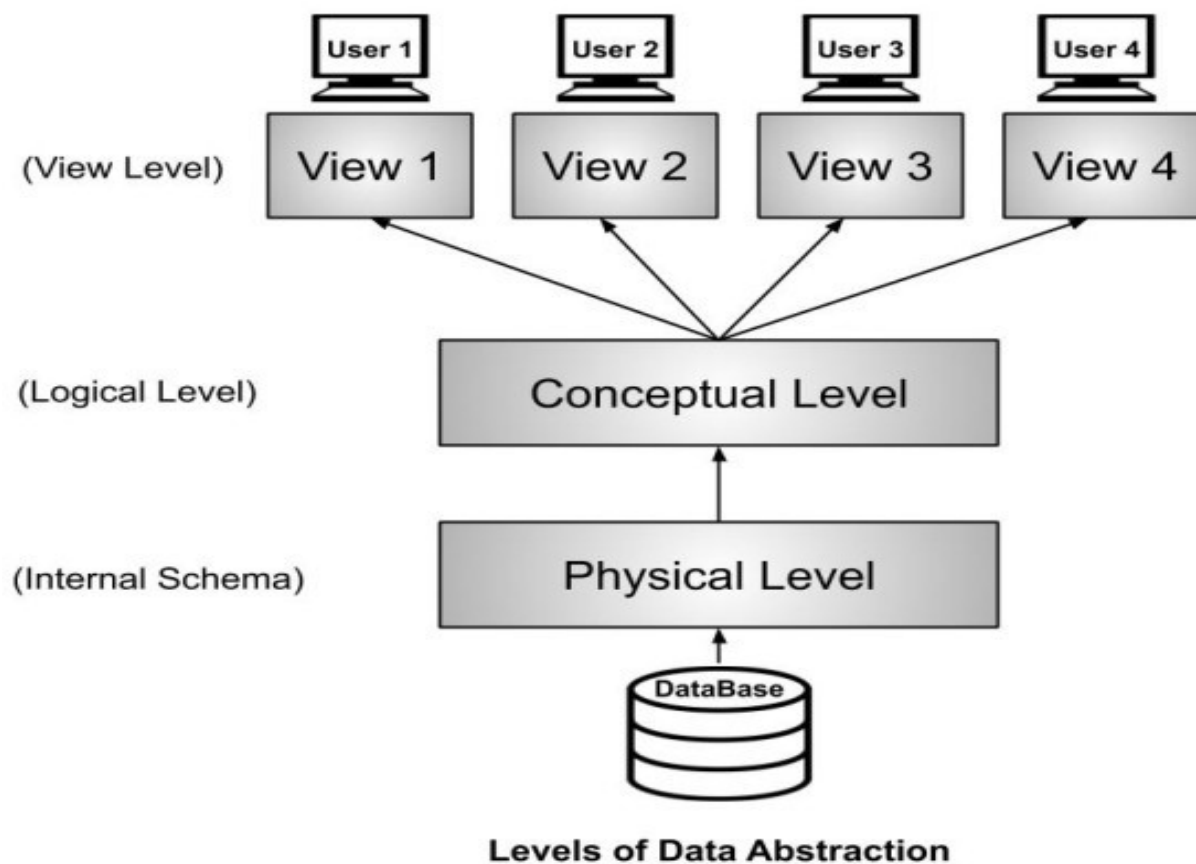 User 1 User 2 User 3 User 4
(View Level) View 1 View 2 View 3 View 4
(Logical Level) Conceptual Level
(Internal Schema) Physical Level
DataBase
Levels of Data Abstraction